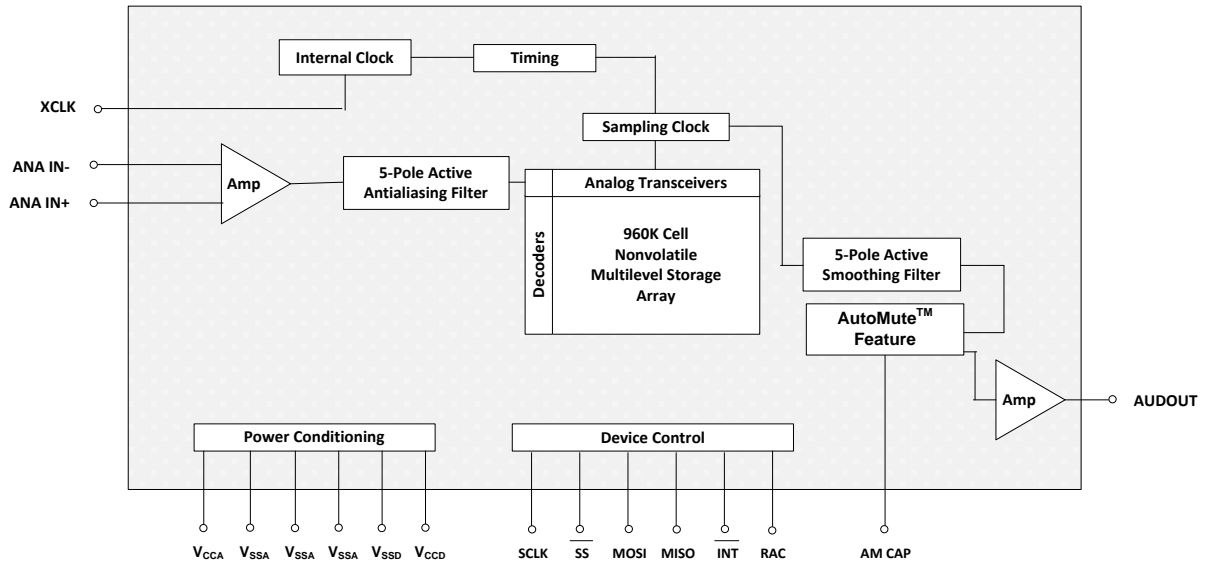 Internal Clock
Timing
XCLK
Sampling Clock
ANA IN-
ANA IN+
Amp
5-Pole Active
Antialiasing Filter
Analog Transceivers
Decoders
960K Cell
Nonvolatile
Multilevel Storage
Array
5-Pole Active
Smoothing Filter
AutoMute™
Feature
Amp
AUDOUT
Power Conditioning
Device Control
VCCA
VSSA
VSSA
VSSA
VSSD
VCCD
SCLK
SS
MOSI
MISO
INT
RAC
AM CAP